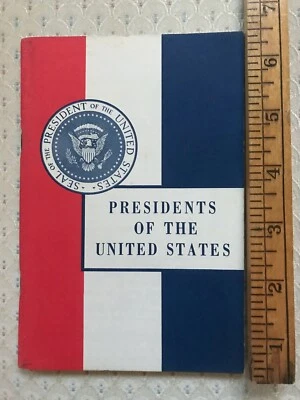 SEAL OF THE PRESIDENT OF THE UNITED STATES
PRESIDENTS
OF THE
UNITED STATES
7
6
5
4
3
2
1